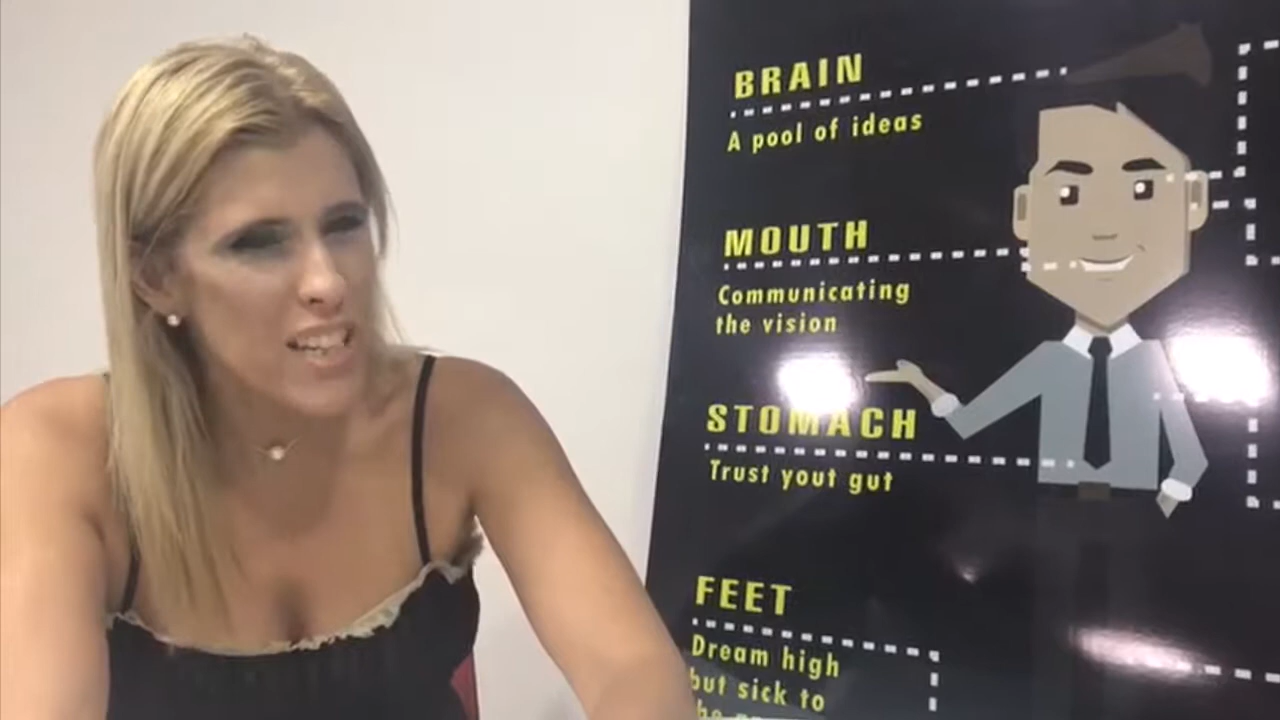 BRAIN
A pool of ideas
MOUTH
Communicating
the vision
STOMACH
Trust yout gut
FEET
Dream high
but sick to